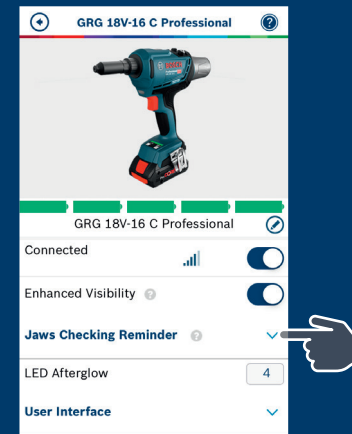 GRG 18V-16 C Professional ?
BOSCH
GRG 18V-16 C Professional
Connected
Enhanced Visibility ?
Jaws Checking Reminder ?
LED Afterglow 4
User Interface